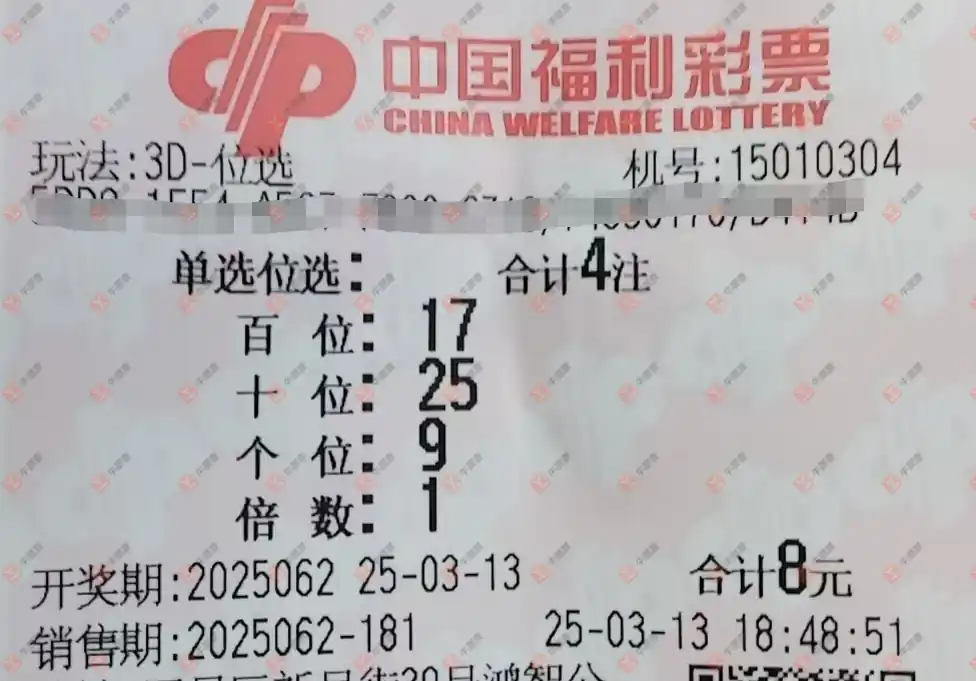 中国福利彩票
CHINA WELFARE LOTTERY
玩法:3D-位选 机号:15010304
单选位选: 合计4注
百 位: 17
十 位: 25
个 位: 9
倍 数: 1
开奖期:2025062 25-03-13 合计8元
销售期:2025062-181 25-03-13 18:48:51